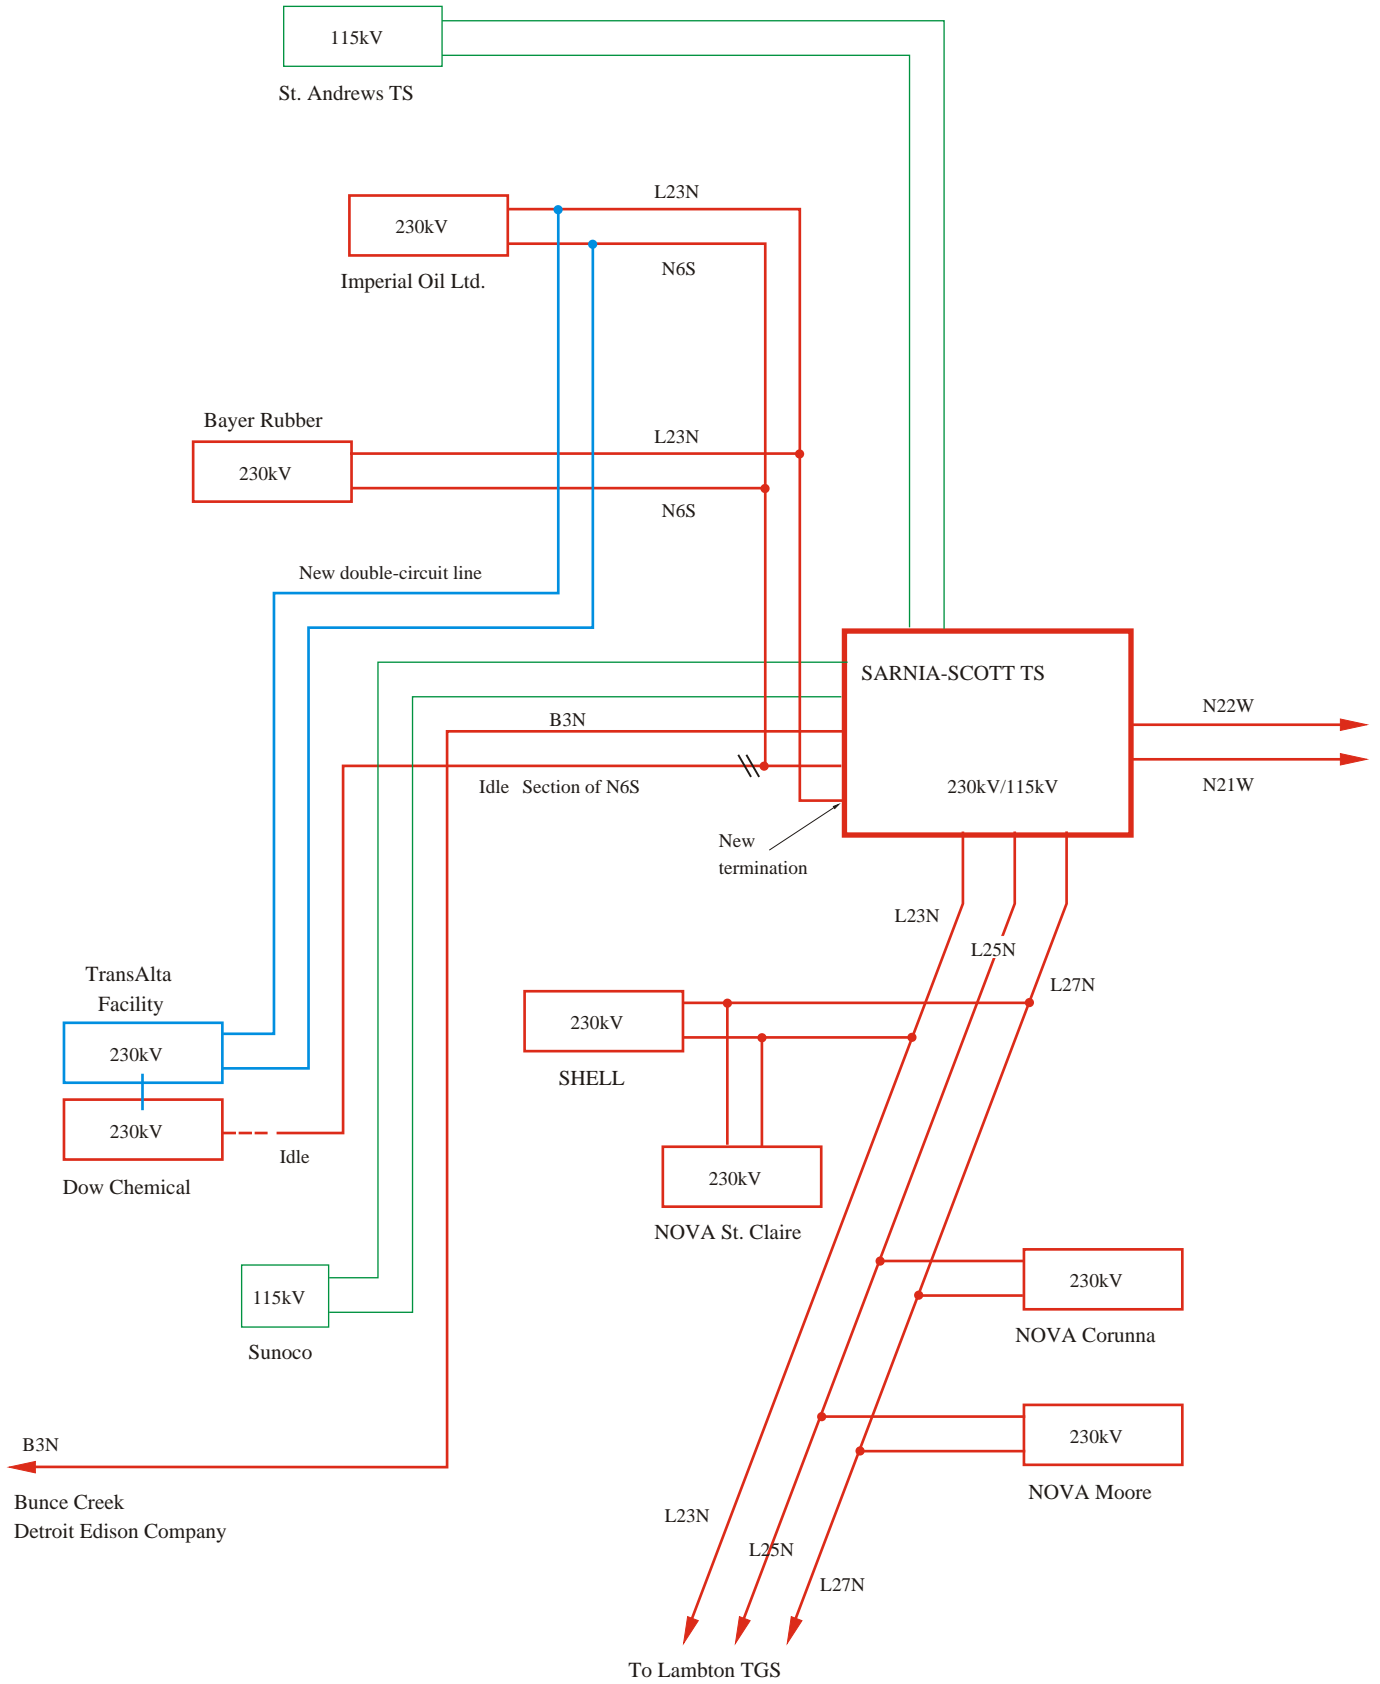 115kV
St. Andrews TS
L23N
230kV
N6S
Imperial Oil Ltd.
Bayer Rubber
L23N
230kV
N6S
New double-circuit line
SARNIA-SCOTT TS
N22W
B3N
Idle Section of N6S
230kV/115kV
N21W
New
termination
L23N
L25N
L27N
TransAlta
Facility
230kV
230kV
SHELL
230kV
Idle
Dow Chemical
230kV
NOVA St. Claire
230kV
NOVA Corunna
115kV
Sunoco
230kV
NOVA Moore
B3N
Bunce Creek
Detroit Edison Company
L23N
L25N
L27N
To Lambton TGS